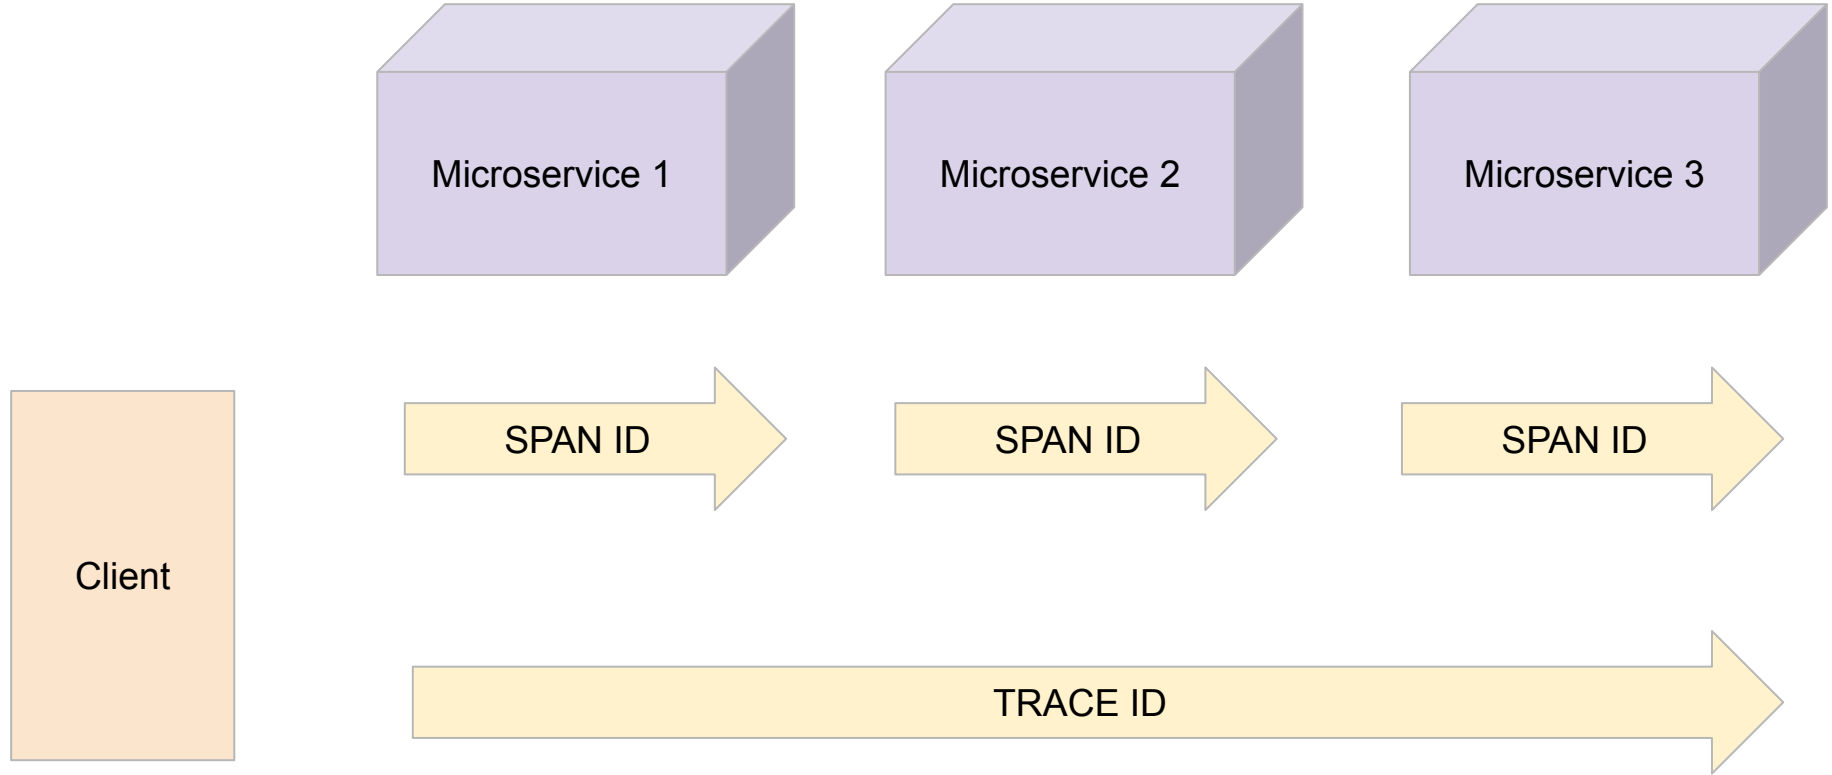 Microservice 1
Microservice 2
Microservice 3
SPAN ID
SPAN ID
SPAN ID
Client
TRACE ID